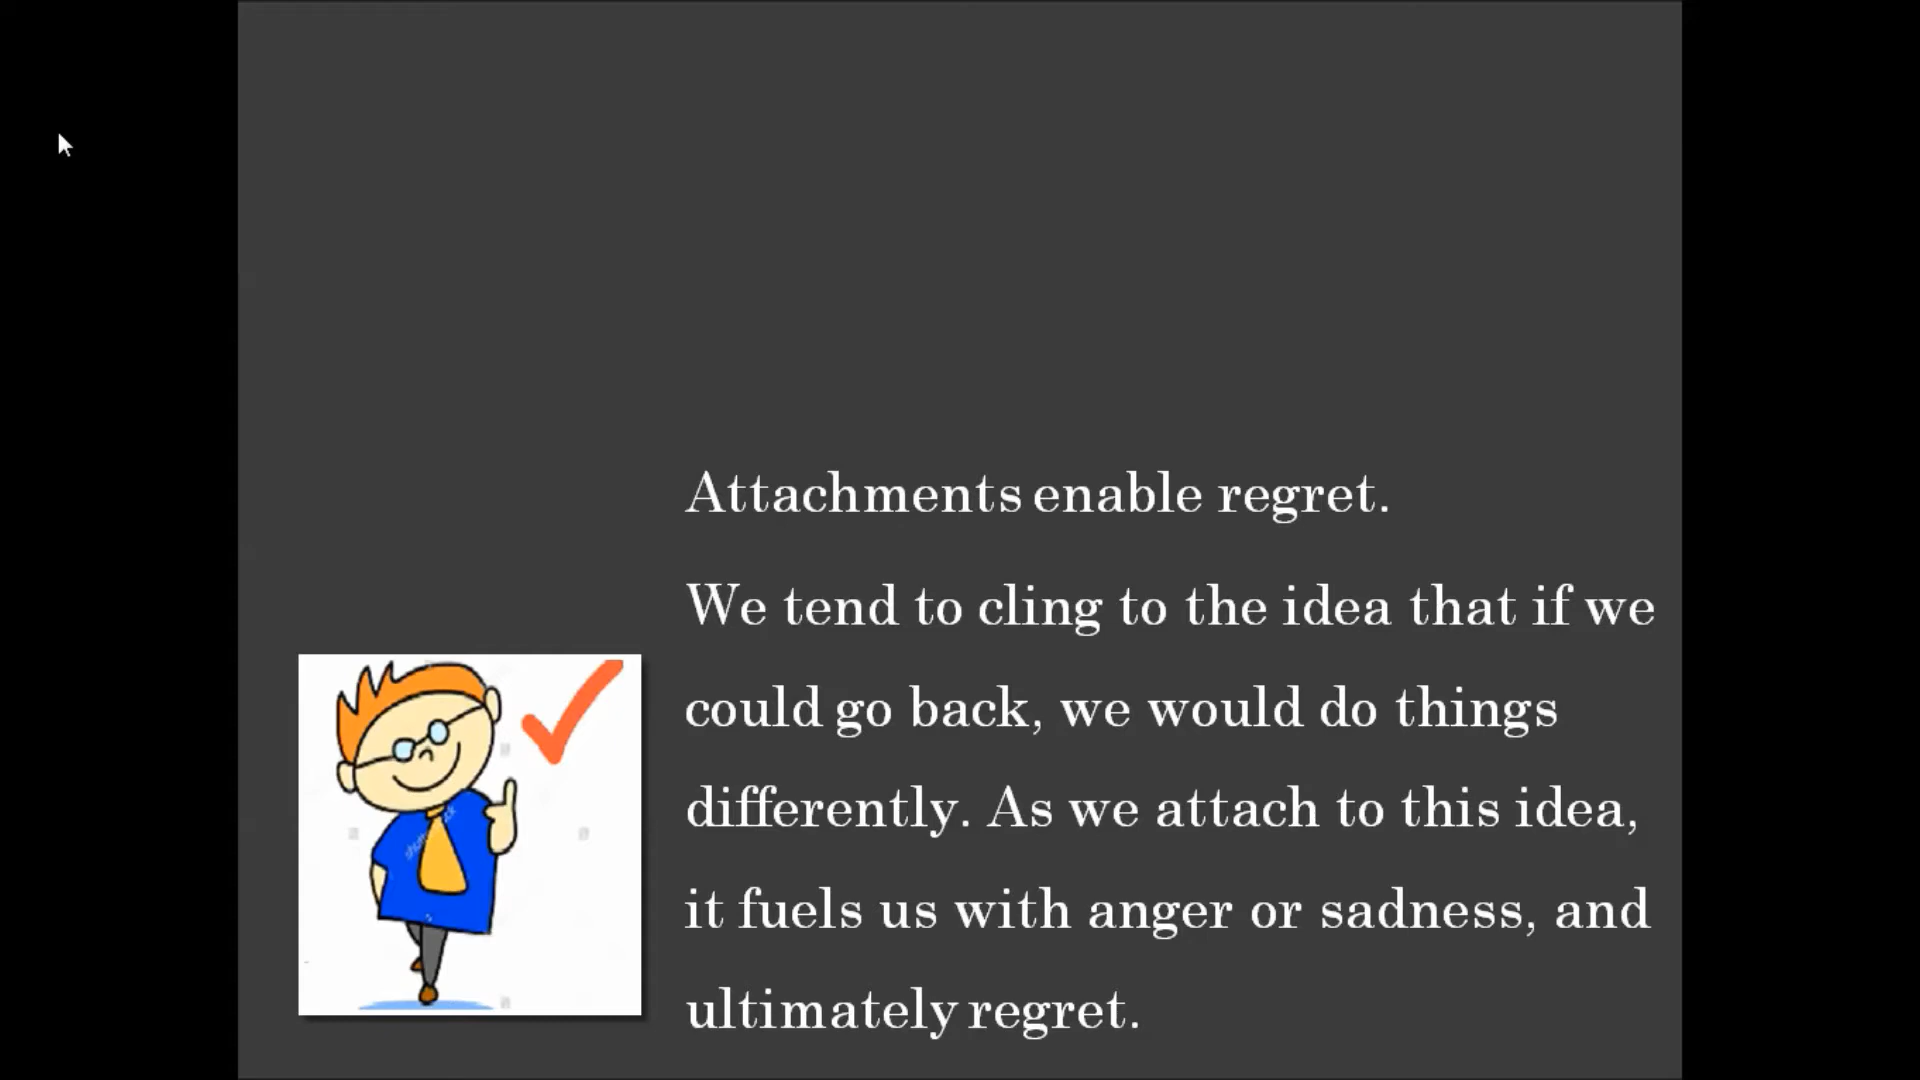 Attachments enable regret.
We tend to cling to the idea that if we
could go back, we would do things
differently. As we attach to this idea,
it fuels us with anger or sadness, and
ultimately regret.